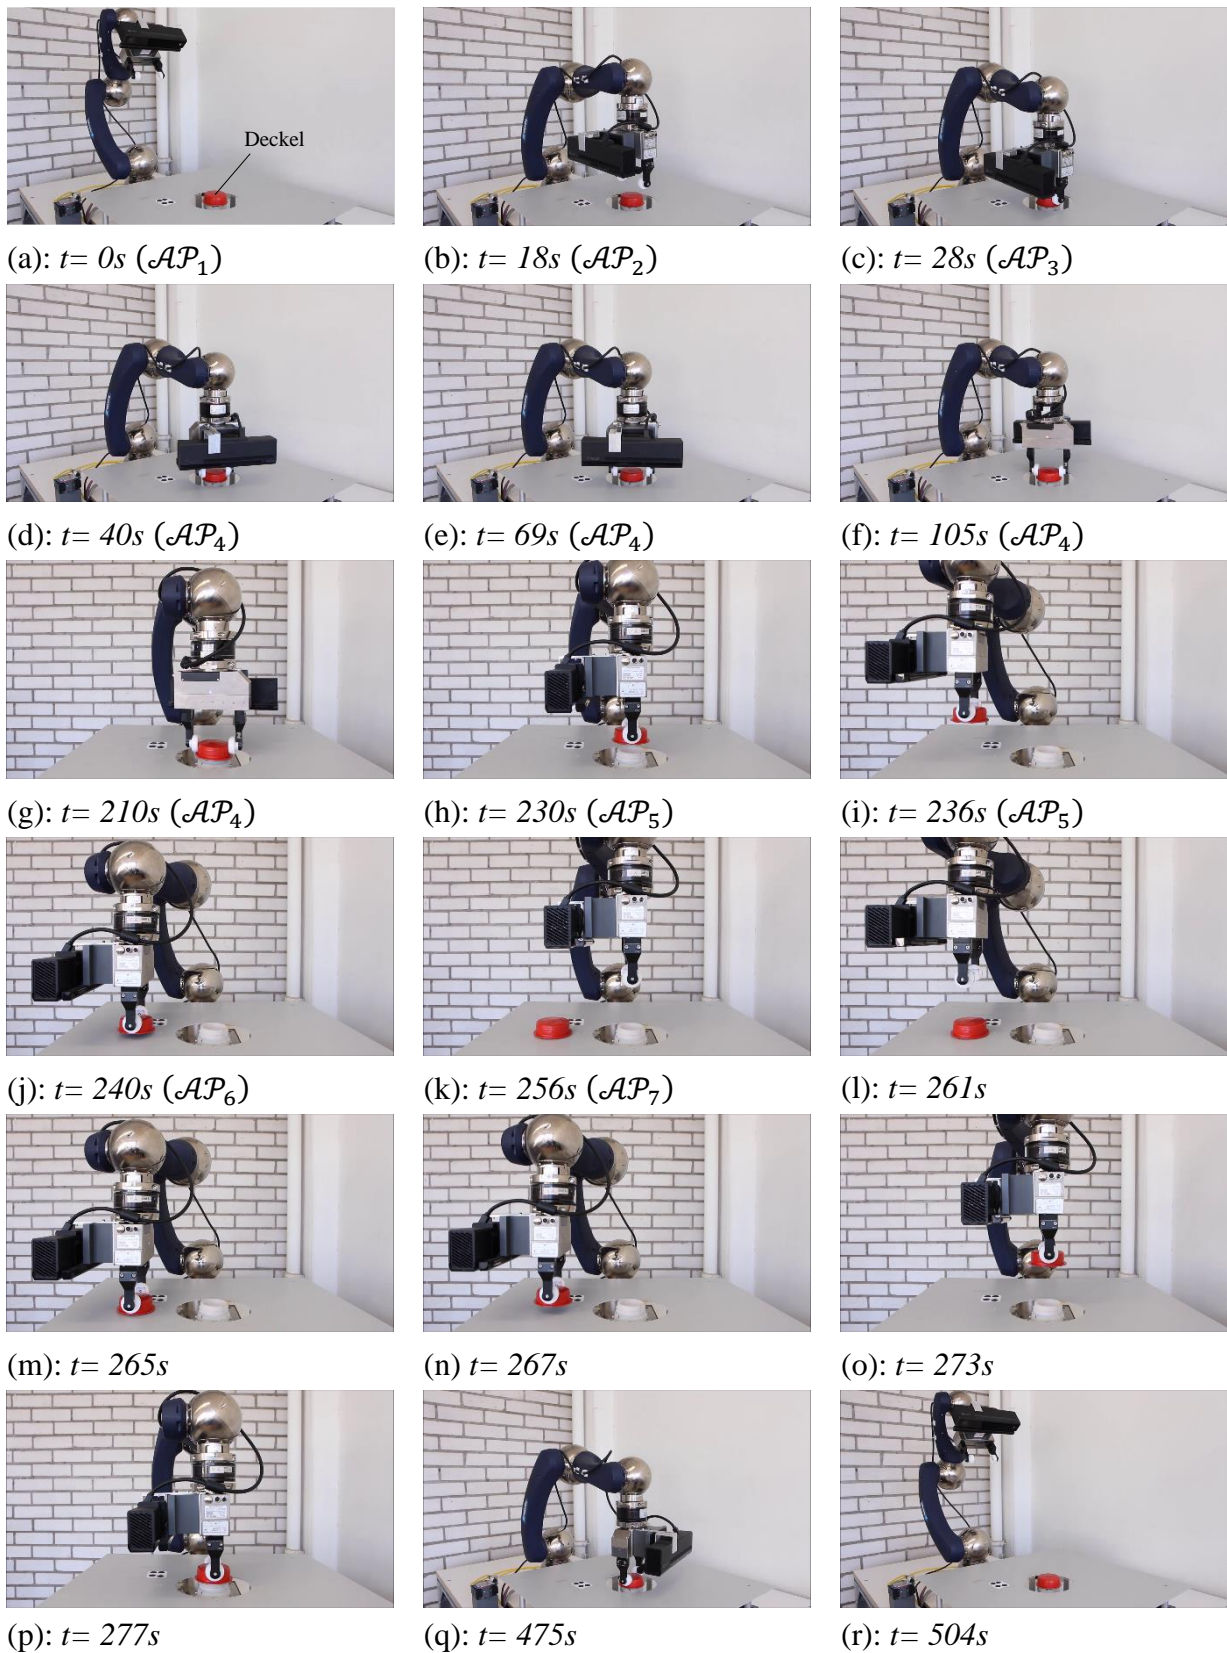 Deckel
(a): t= 0s (𝒜𝒫₁)
(b): t= 18s (𝒜𝒫₂)
(c): t= 28s (𝒜𝒫₃)
(d): t= 40s (𝒜𝒫₄)
(e): t= 69s (𝒜𝒫₄)
(f): t= 105s (𝒜𝒫₄)
(g): t= 210s (𝒜𝒫₄)
(h): t= 230s (𝒜𝒫₅)
(i): t= 236s (𝒜𝒫₅)
(j): t= 240s (𝒜𝒫₆)
(k): t= 256s (𝒜𝒫₇)
(l): t= 261s
(m): t= 265s
(n) t= 267s
(o): t= 273s
(p): t= 277s
(q): t= 475s
(r): t= 504s